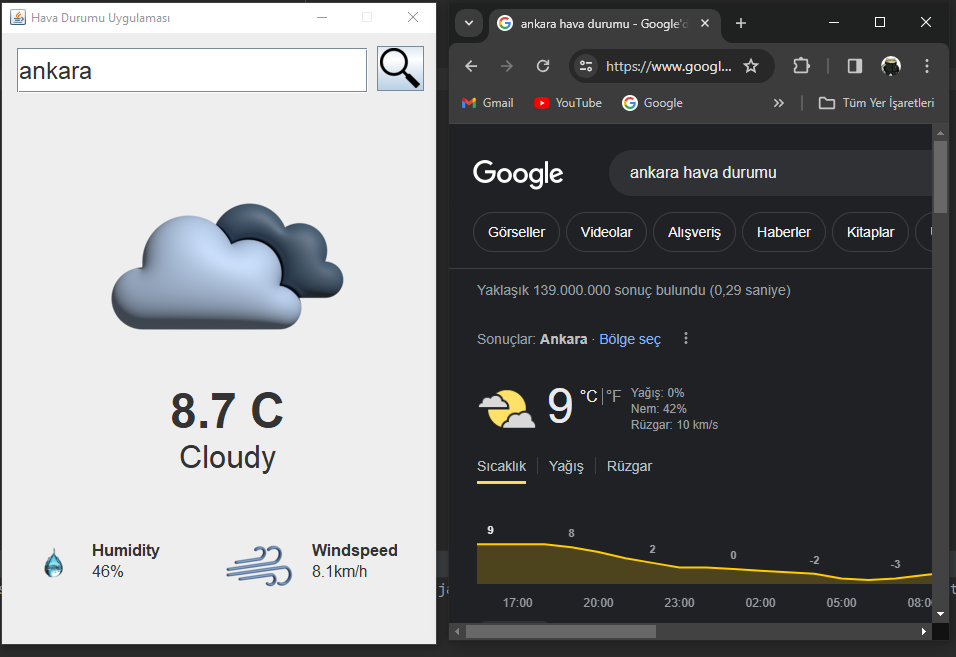 Hava Durumu Uygulaması
ankara
8.7 C
Cloudy
Humidity
46%
Windspeed
8.1km/h
ankara hava durumu - Google'd
https://www.googl...
Gmail
YouTube
Google
Tüm Yer İşaretleri
Google
ankara hava durumu
Görseller
Videolar
Alışveriş
Haberler
Kitaplar
Yaklaşık 139.000.000 sonuç bulundu (0,29 saniye)
Sonuçlar: Ankara · Bölge seç
9 °C | °F
Yağış: 0%
Nem: 42%
Rüzgar: 10 km/s
Sıcaklık
Yağış
Rüzgar
9 8 2 0 -2 -3
17:00 20:00 23:00 02:00 05:00 08:0